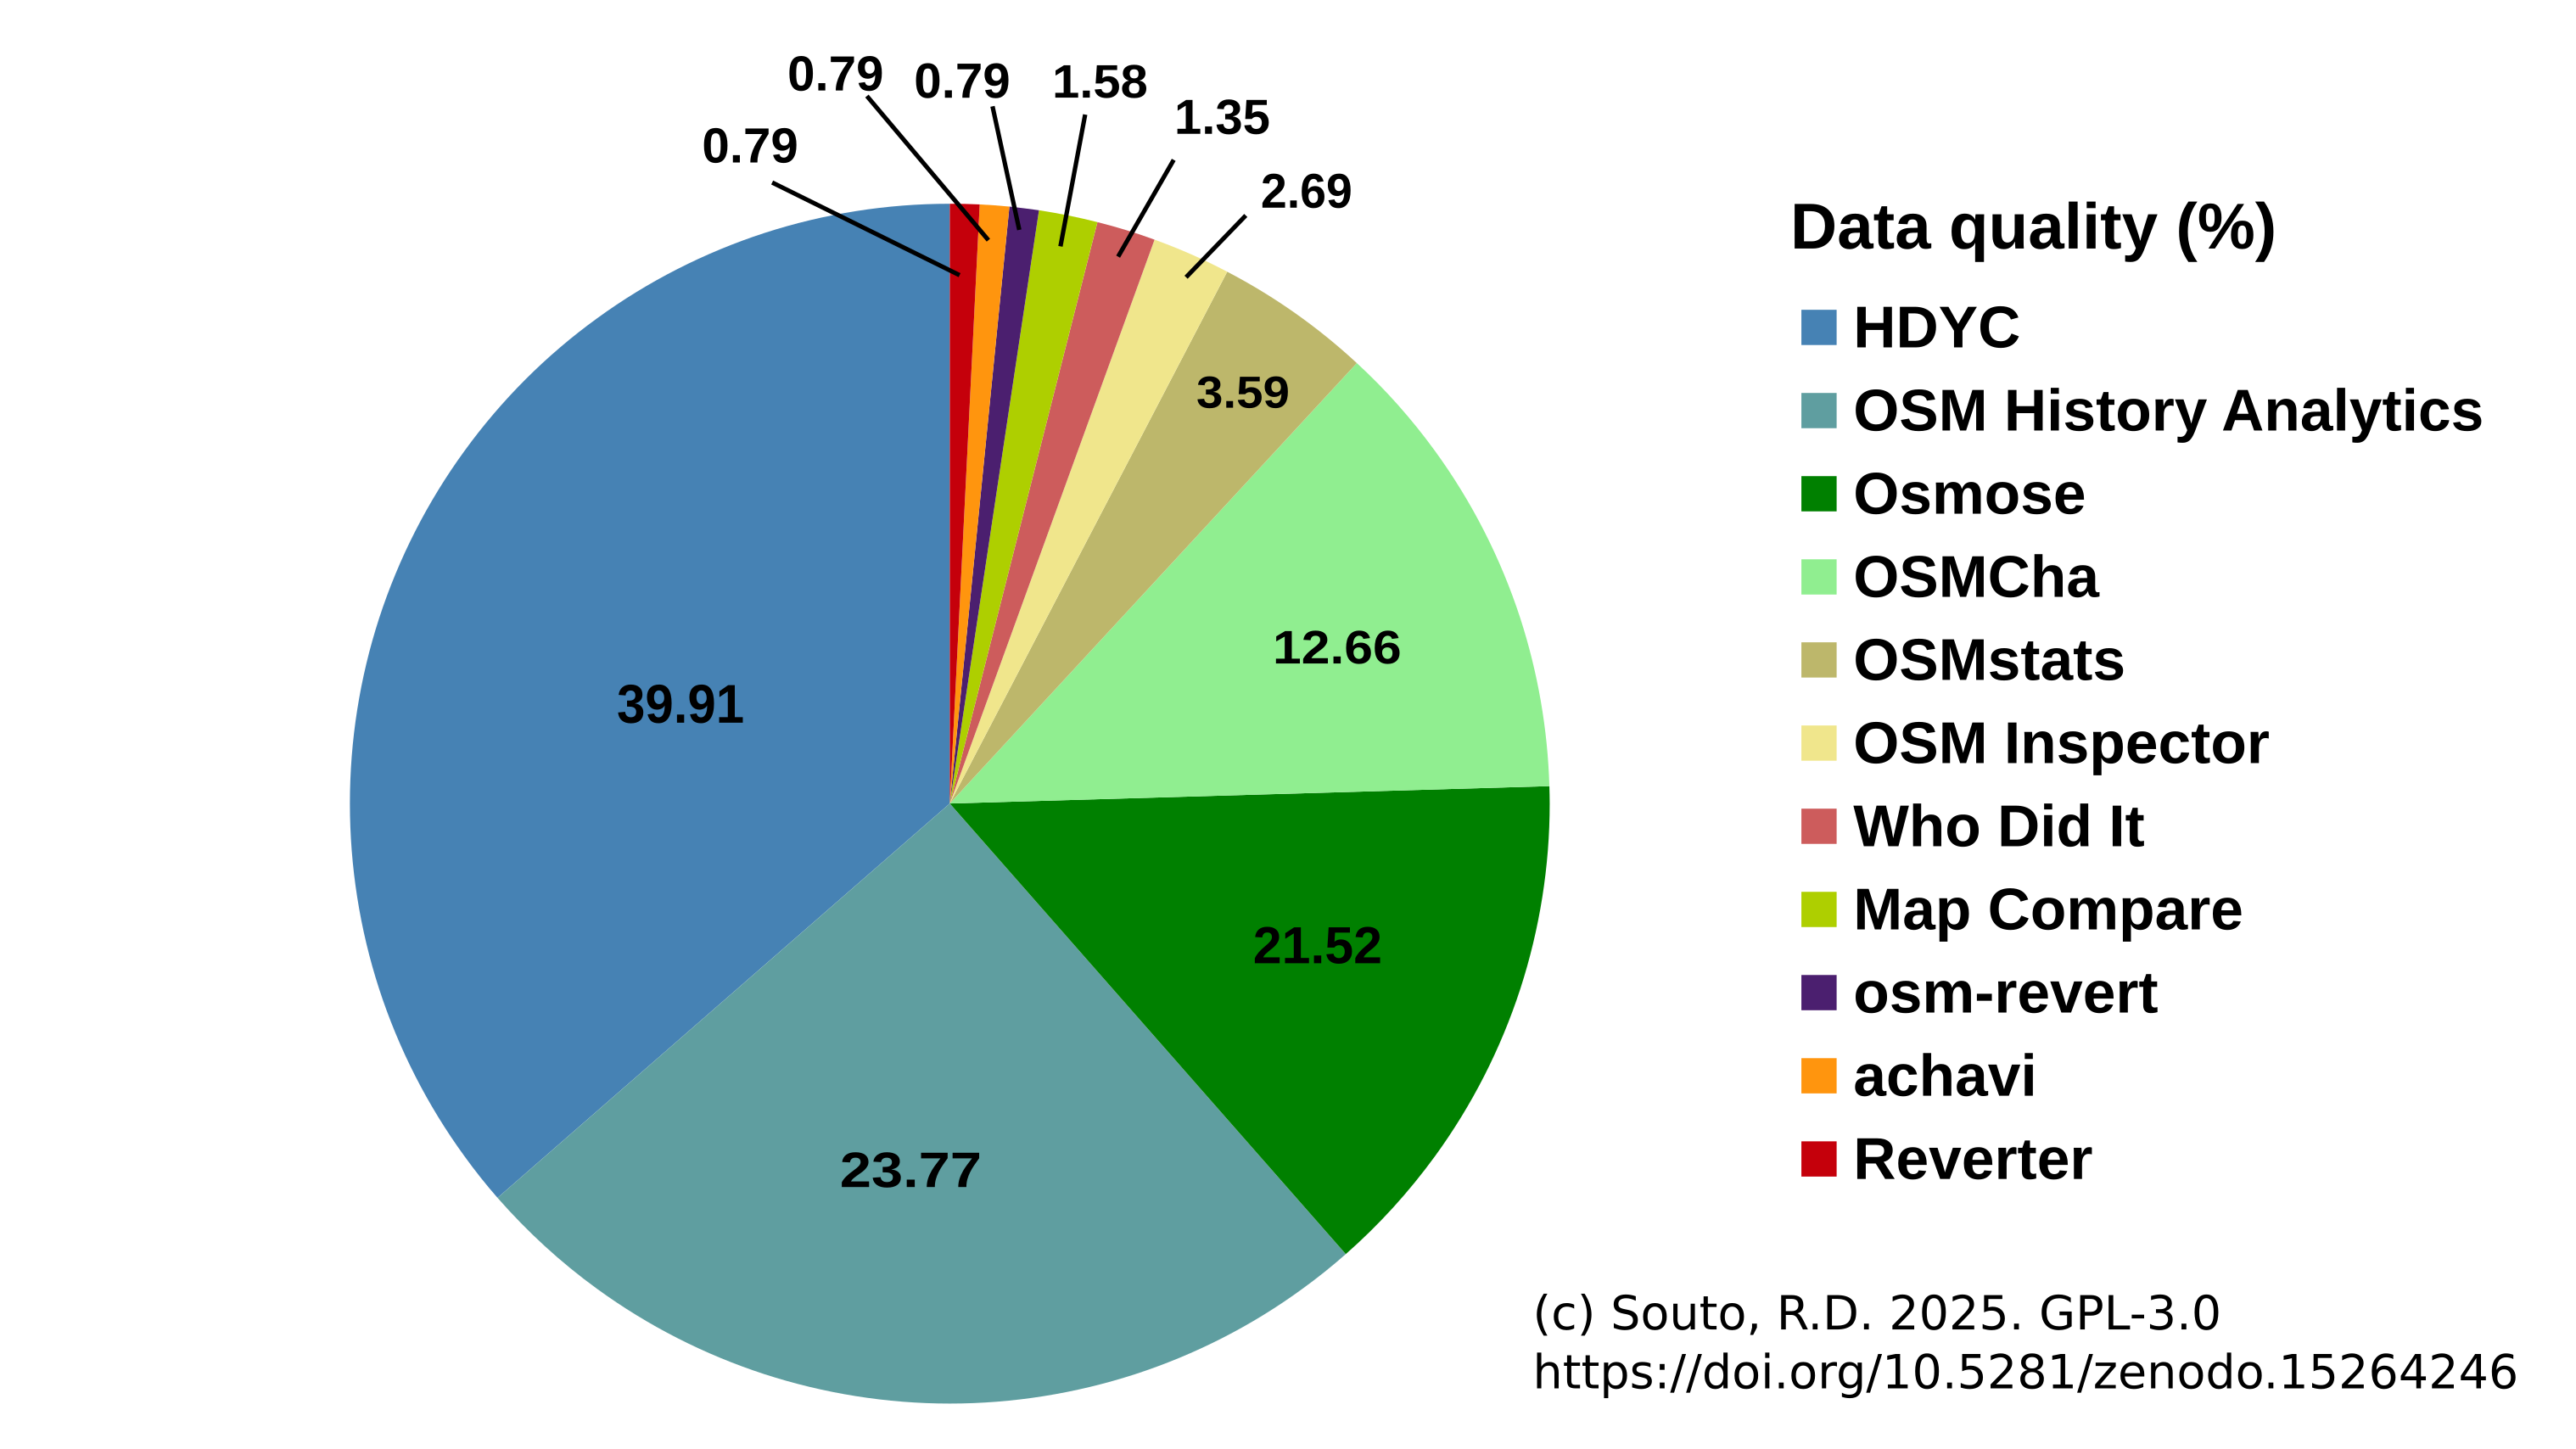 0.79
0.79
0.79
1.58
1.35
2.69
3.59
12.66
39.91
21.52
23.77
Data quality (%)
HDYC
OSM History Analytics
Osmose
OSMCha
OSMstats
OSM Inspector
Who Did It
Map Compare
osm-revert
achavi
Reverter
(c) Souto, R.D. 2025. GPL-3.0
https://doi.org/10.5281/zenodo.15264246